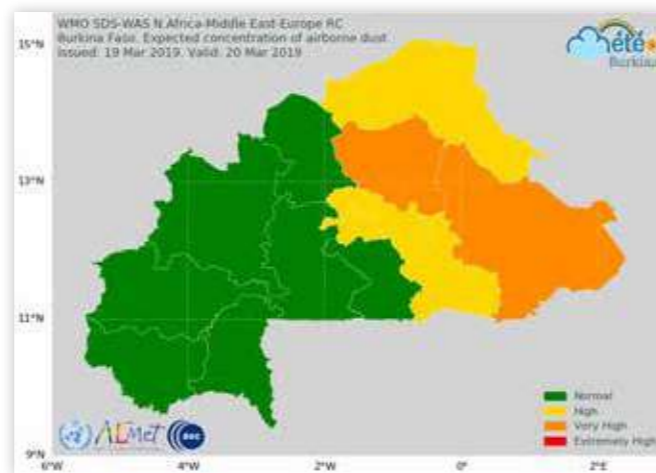 WMO SDS-WAS N.Africa-Middle East-Europe RC
Burkina Faso. Expected concentration of airborne dust
Issued: 19 Mar 2019. Valid: 20 Mar 2019
été
Burkina
15°N
13°N
11°N
9°N
6°W
4°W
2°W
0°
2°E
Normal
High
Very High
Extremely High